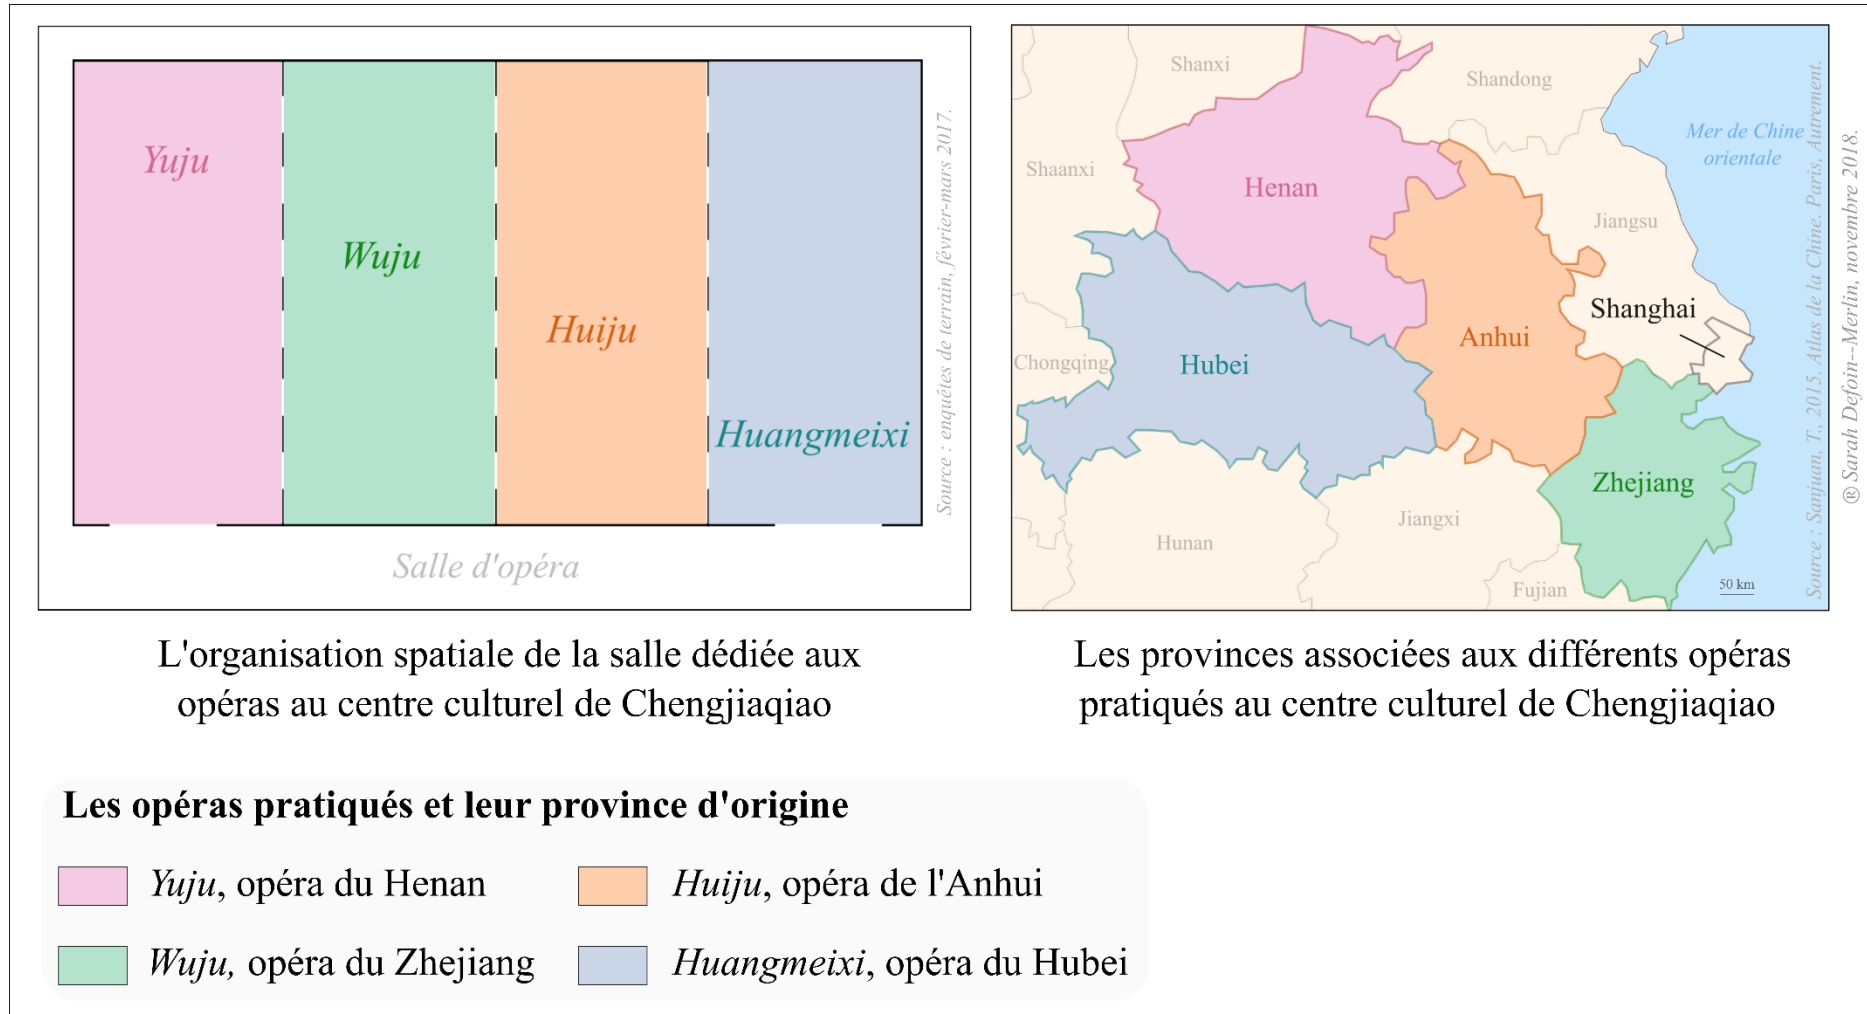 Yuju
Wuju
Huiju
Huangmeixi
Salle d'opéra
Source : enquêtes de terrain, février-mars 2017.
Shanxi
Shandong
Mer de Chine
orientale
Shaanxi
Henan
Jiangsu
Shanghai
Anhui
Chongqing
Hubei
Zhejiang
Jiangxi
Hunan
Fujian
50 km
Source : Sanjuan, T., 2015. Atlas de la Chine. Paris, Autrement.
® Sarah Defoin--Merlin, novembre 2018.
L'organisation spatiale de la salle dédiée aux
opéras au centre culturel de Chengjiaqiao
Les provinces associées aux différents opéras
pratiqués au centre culturel de Chengjiaqiao
Les opéras pratiqués et leur province d'origine
Yuju, opéra du Henan
Huiju, opéra de l'Anhui
Wuju, opéra du Zhejiang
Huangmeixi, opéra du Hubei